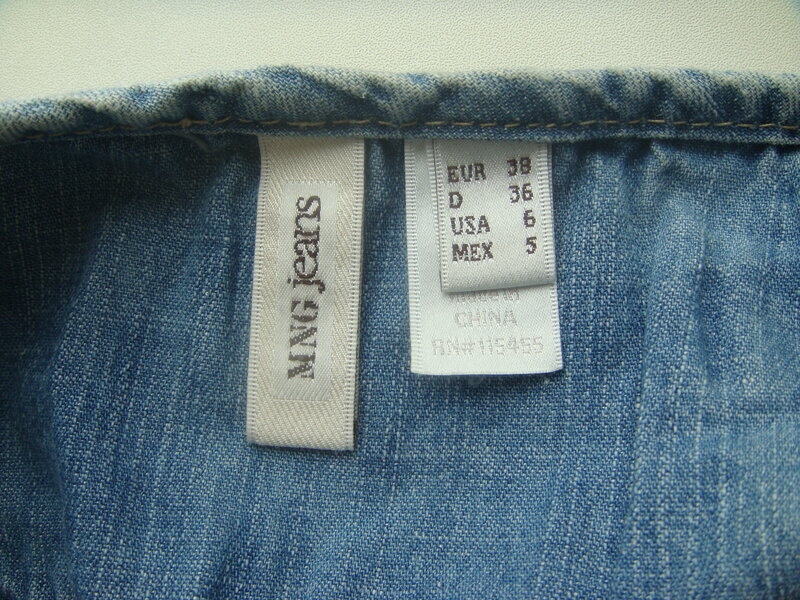 MNG jeans
EUR 38
D 36
USA 6
MEX 5
CHINA
RN#115455